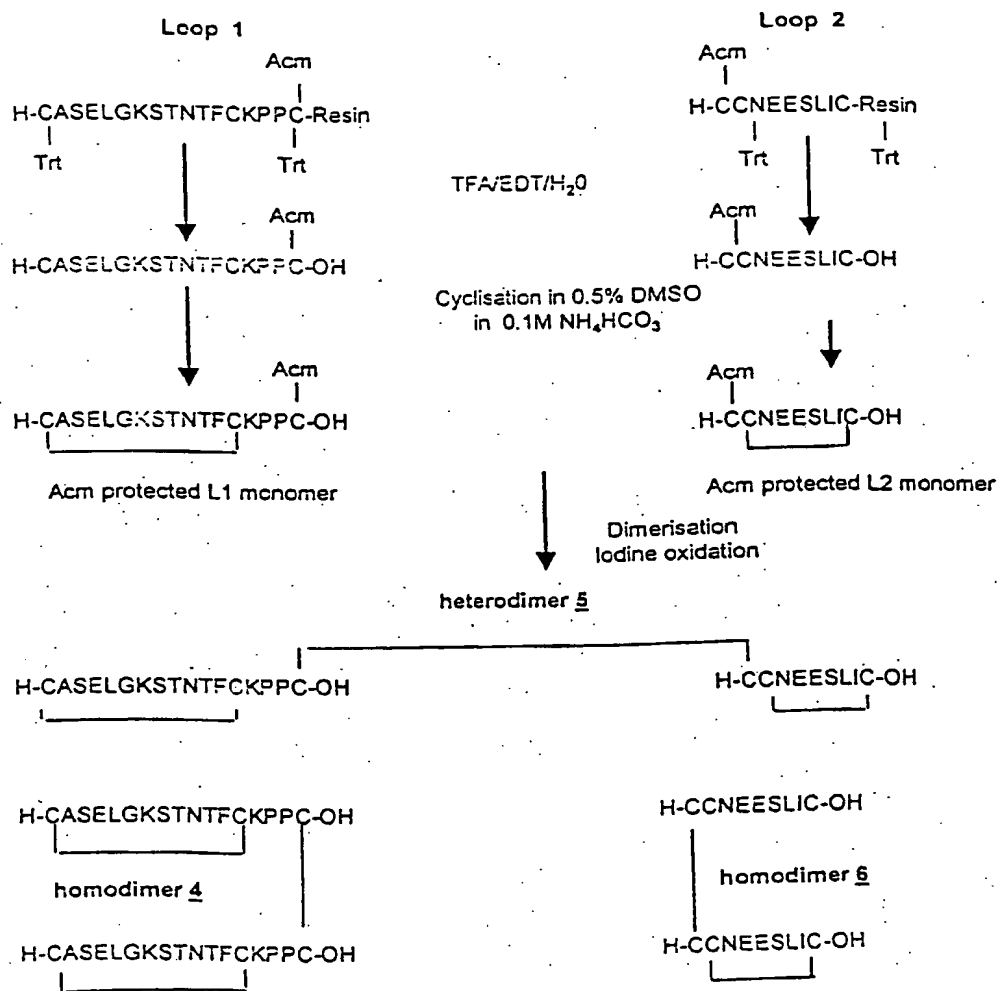 Loop 1
Loop 2
Acm
Acm
H-CASELGKSTNTFCKPPC-Resin
H-CCNEESLIC-Resin
Trt
Trt
Trt
Trt
TFA/EDT/H₂0
Acm
Acm
H-CASELGKSTNTFCKPPC-OH
H-CCNEESLIC-OH
Cyclisation in 0.5% DMSO
in 0.1M NH₄HCO₃
Acm
Acm
H-CASELGKSTNTFCKPPC-OH
H-CCNEESLIC-OH
Acm protected L1 monomer
Acm protected L2 monomer
Dimerisation
Iodine oxidation
heterodimer 5
H-CASELGKSTNTFCKPPC-OH
H-CCNEESLIC-OH
H-CASELGKSTNTFCKPPC-OH
H-CCNEESLIC-OH
homodimer 4
homodimer 6
H-CASELGKSTNTFCKPPC-OH
H-CCNEESLIC-OH